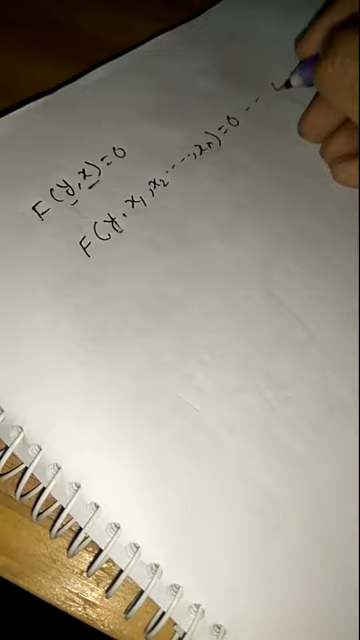 F(y, x) = 0
F(y, x₁, x₂ ..., xₙ) = 0 - -